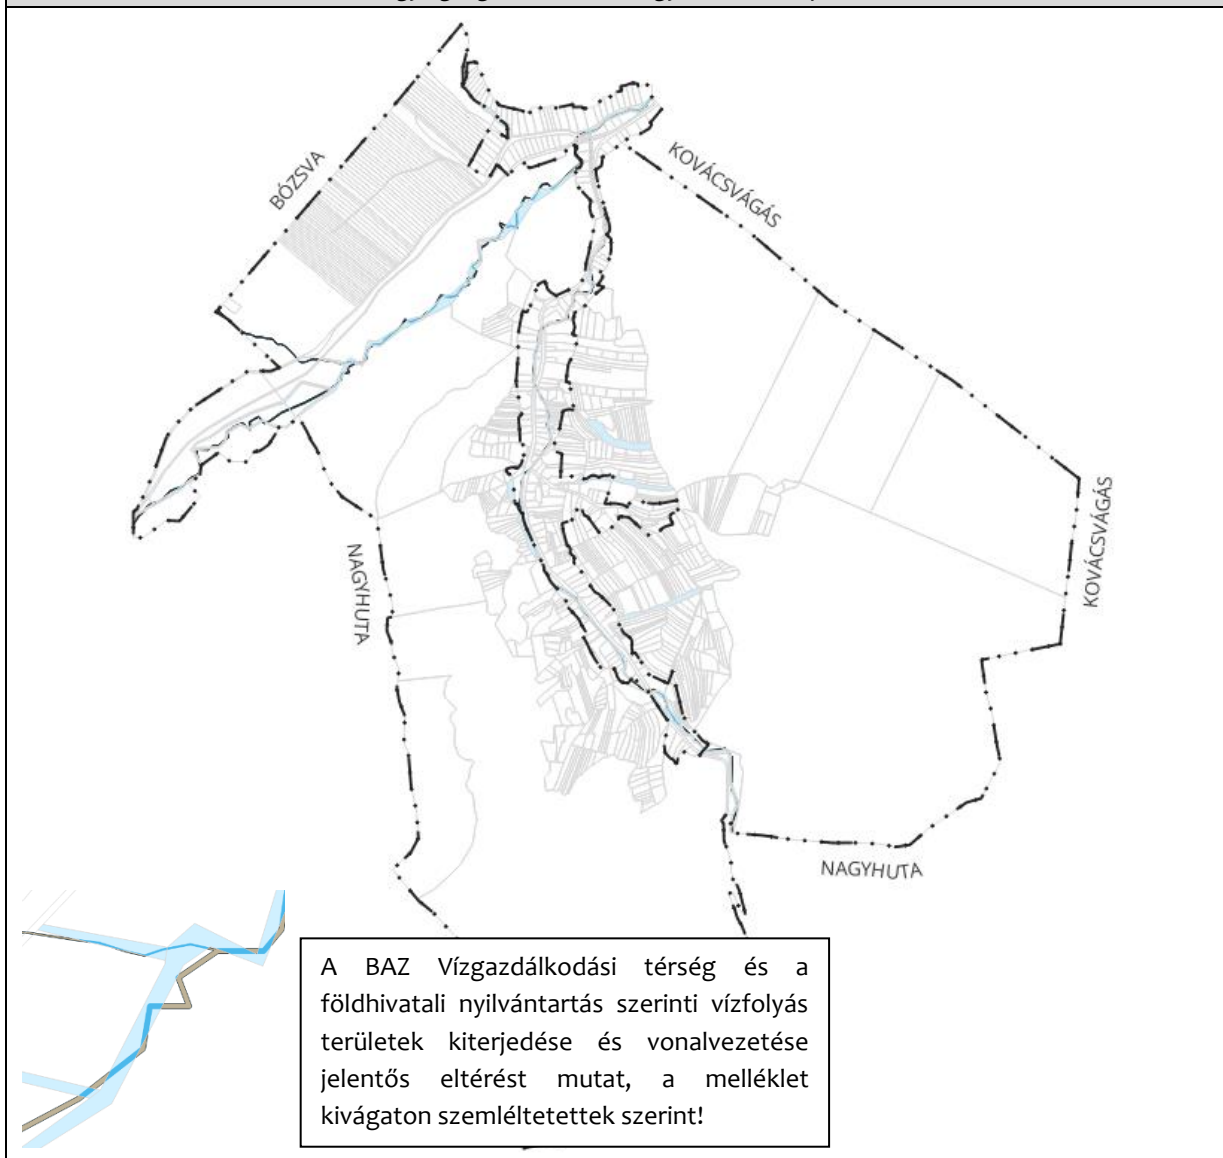 BÓZSVA
KOVÁCSVÁGÁS
KOVÁCSVÁGÁS
NAGYHUTA
NAGYHUTA
A BAZ Vízgazdálkodási térség és a
földhivatali nyilvántartás szerinti vízfolyás
területek kiterjedése és vonalvezetése
jelentős eltérést mutat, a melléklet
kivágaton szemléltetettek szerint!